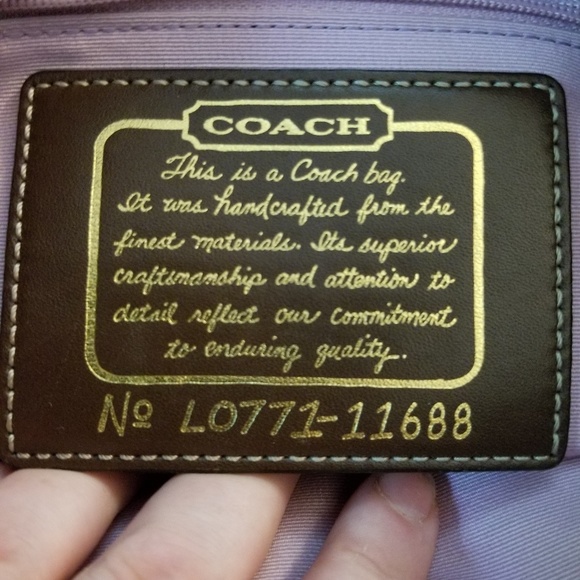 COACH
This is a Coach bag.
It was handcrafted from the
finest materials. Its superior
craftsmanship and attention to
detail reflect our commitment
to enduring quality.
Nº LO771-11688